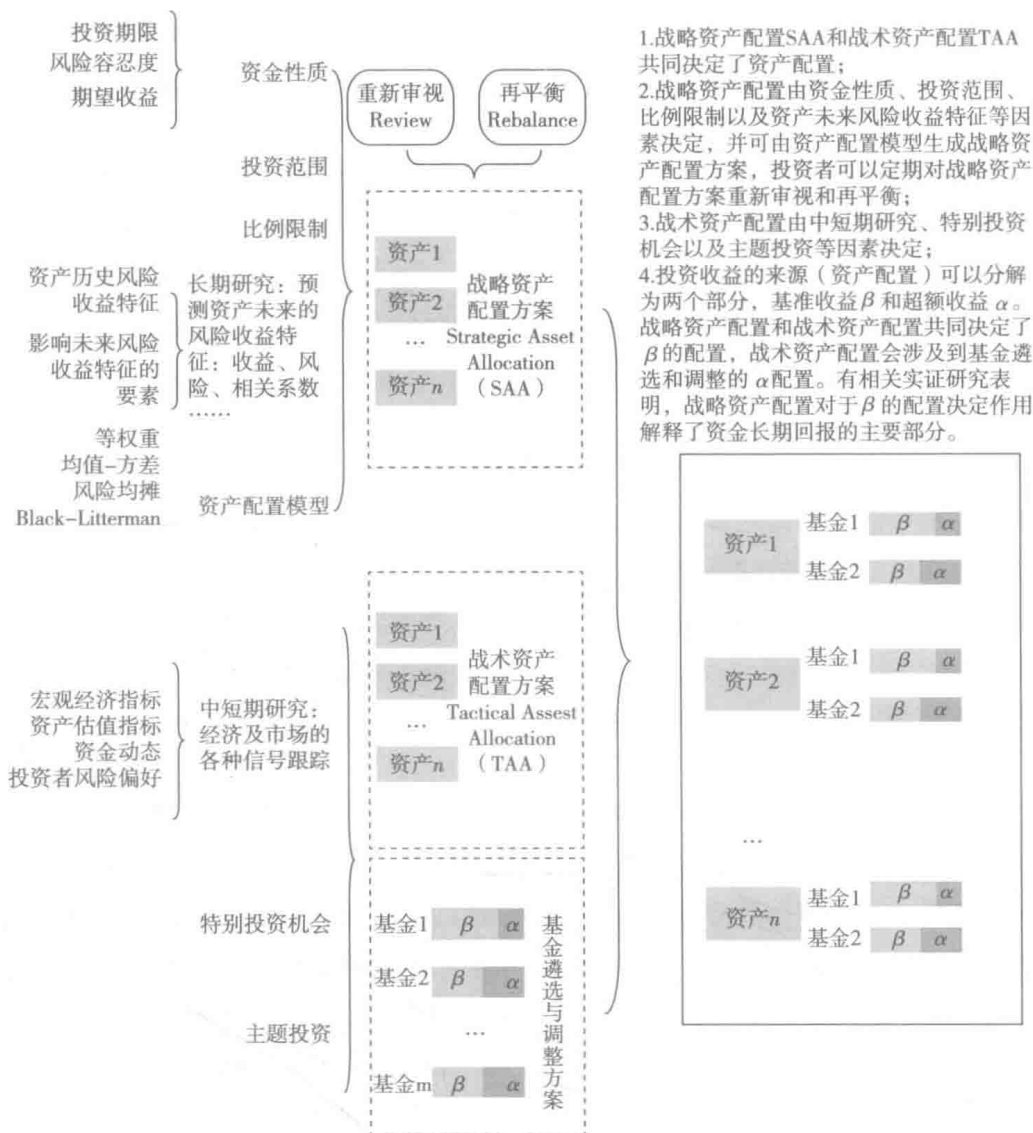 投资期限
风险容忍度
期望收益
资金性质
投资范围
比例限制
资产历史风险
收益特征
影响未来风险
收益特征的
要素
长期研究：预
测资产未来的
风险收益特
征：收益、风
险、相关系数
……
等权重
均值-方差
风险均摊
Black-Litterman
资产配置模型
重新审视
Review
再平衡
Rebalance
资产1
资产2
…
资产n
战略资产
配置方案
Strategic Asset
Allocation
（SAA）
宏观经济指标
资产估值指标
资金动态
投资者风险偏好
中短期研究：
经济及市场的
各种信号跟踪
特别投资机会
主题投资
资产1
资产2
…
资产n
战术资产
配置方案
Tactical Assest
Allocation
（TAA）
基金1 β α
基金2 β α
…
基金m β α
基金遴选与调整方案
1.战略资产配置SAA和战术资产配置TAA
共同决定了资产配置；
2.战略资产配置由资金性质、投资范围、
比例限制以及资产未来风险收益特征等因
素决定，并可由资产配置模型生成战略资
产配置方案，投资者可以定期对战略资产
配置方案重新审视和再平衡；
3.战术资产配置由中短期研究、特别投资
机会以及主题投资等因素决定；
4.投资收益的来源（资产配置）可以分解
为两个部分，基准收益β和超额收益α。
战略资产配置和战术资产配置共同决定了
β的配置，战术资产配置会涉及到基金遴
选和调整的α配置。有相关实证研究表
明，战略资产配置对于β的配置决定作用
解释了资金长期回报的主要部分。
资产1
基金1 β α
基金2 β α
资产2
基金1 β α
基金2 β α
…
资产n
基金1 β α
基金2 β α